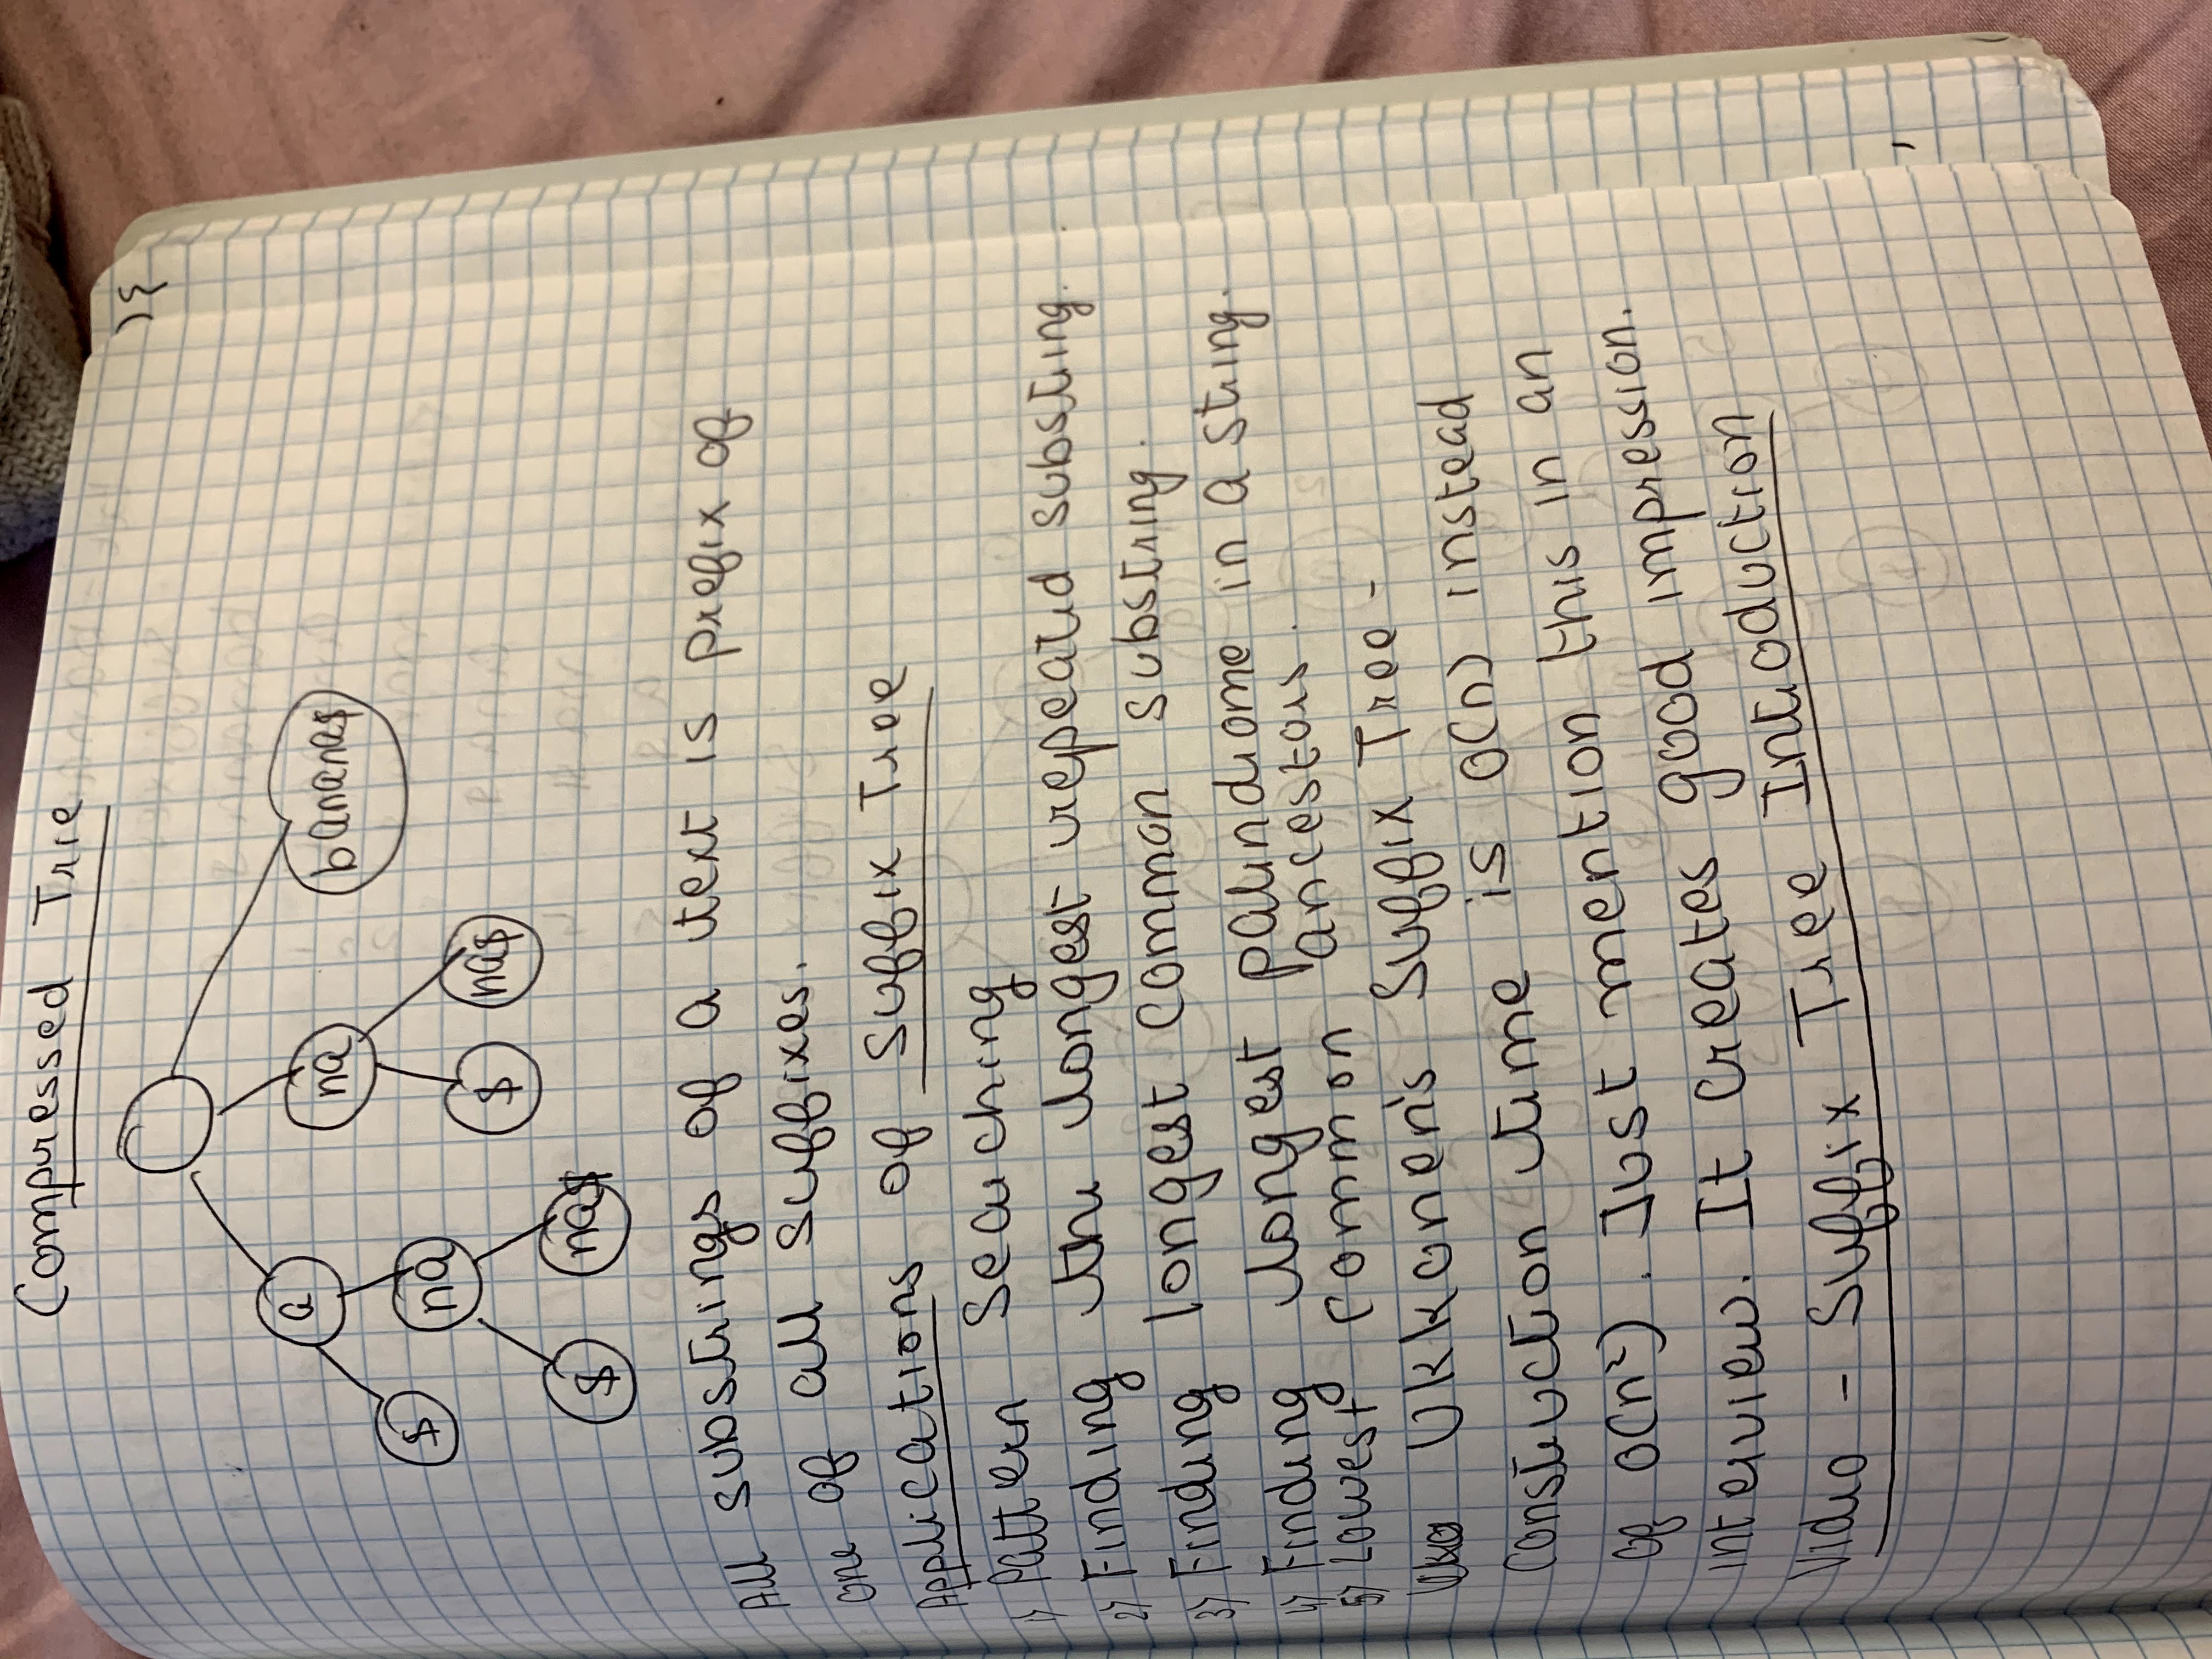 Compressed Trie
){
a
na
bananas$
$
na
$
na$
$
na$
All substrings of a text is prefix of
one of all suffixes.
Applications of Suffix Tree
1) Pattern Searching
2) Finding the longest repeated substring.
3) Finding longest common substring.
4) Finding longest palindrome in a string.
5) Lowest common ancestors.
Ukkonen's Suffix Tree -
Construction time is O(n) instead
of O(n²). Just mention this in an
interview. It creates good impression.
Video - Suffix Tree Introduction